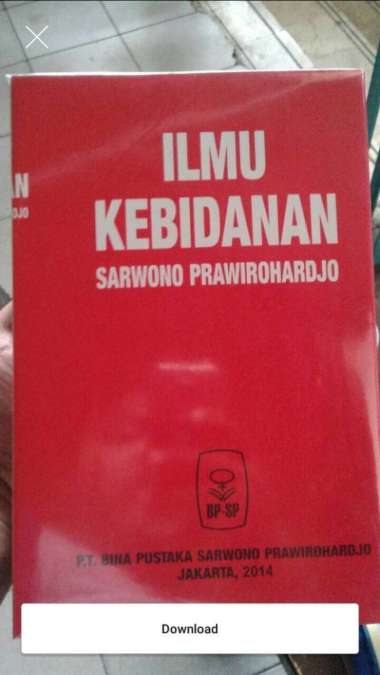 ILMU
KEBIDANAN
SARWONO PRAWIROHARDJO
BP-SP
P.T. BINA PUSTAKA SARWONO PRAWIROHARDJO
JAKARTA, 2014
Download